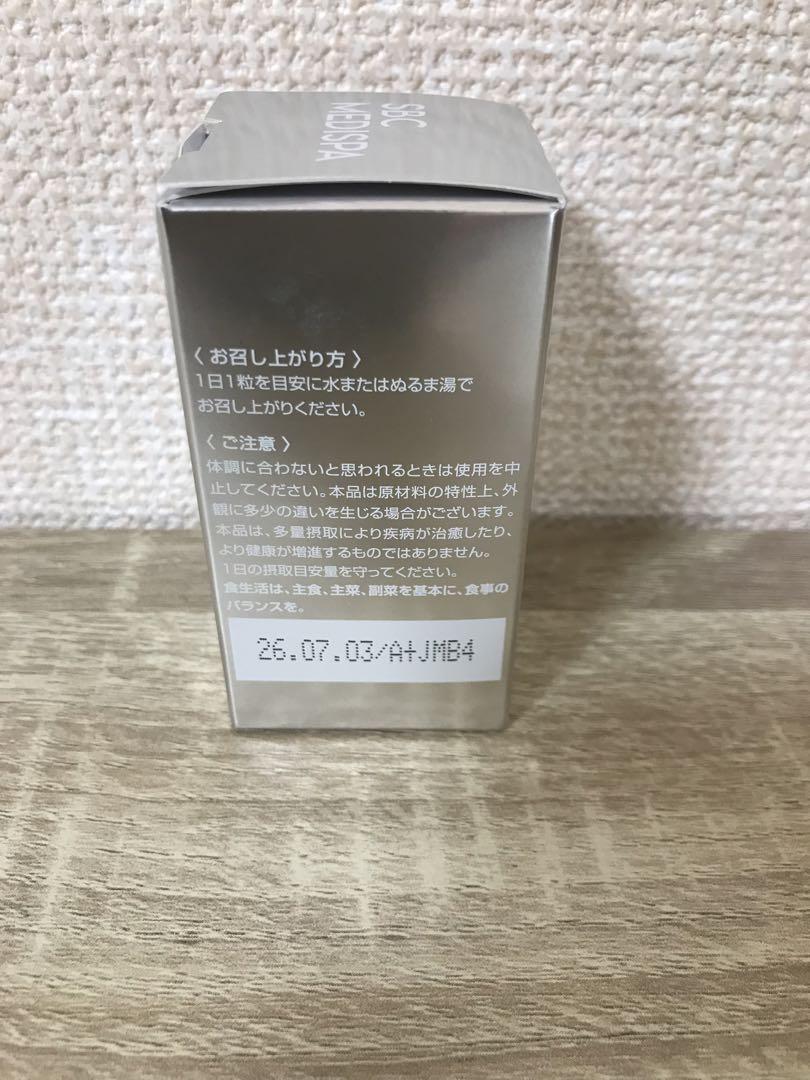 SBC
MEDISPA
〈 お召し上がり方 〉
1日1粒を目安に水またはぬるま湯で
お召し上がりください。
〈 ご注意 〉
体調に合わないと思われるときは使用を中
止してください。本品は原材料の特性上、外
観に多少の違いを生じる場合がございます。
本品は、多量摂取により疾病が治癒したり、
より健康が増進するものではありません。
1日の摂取目安量を守ってください。
食生活は、主食、主菜、副菜を基本に、食事の
バランスを。
26.07.03/A+JMB4